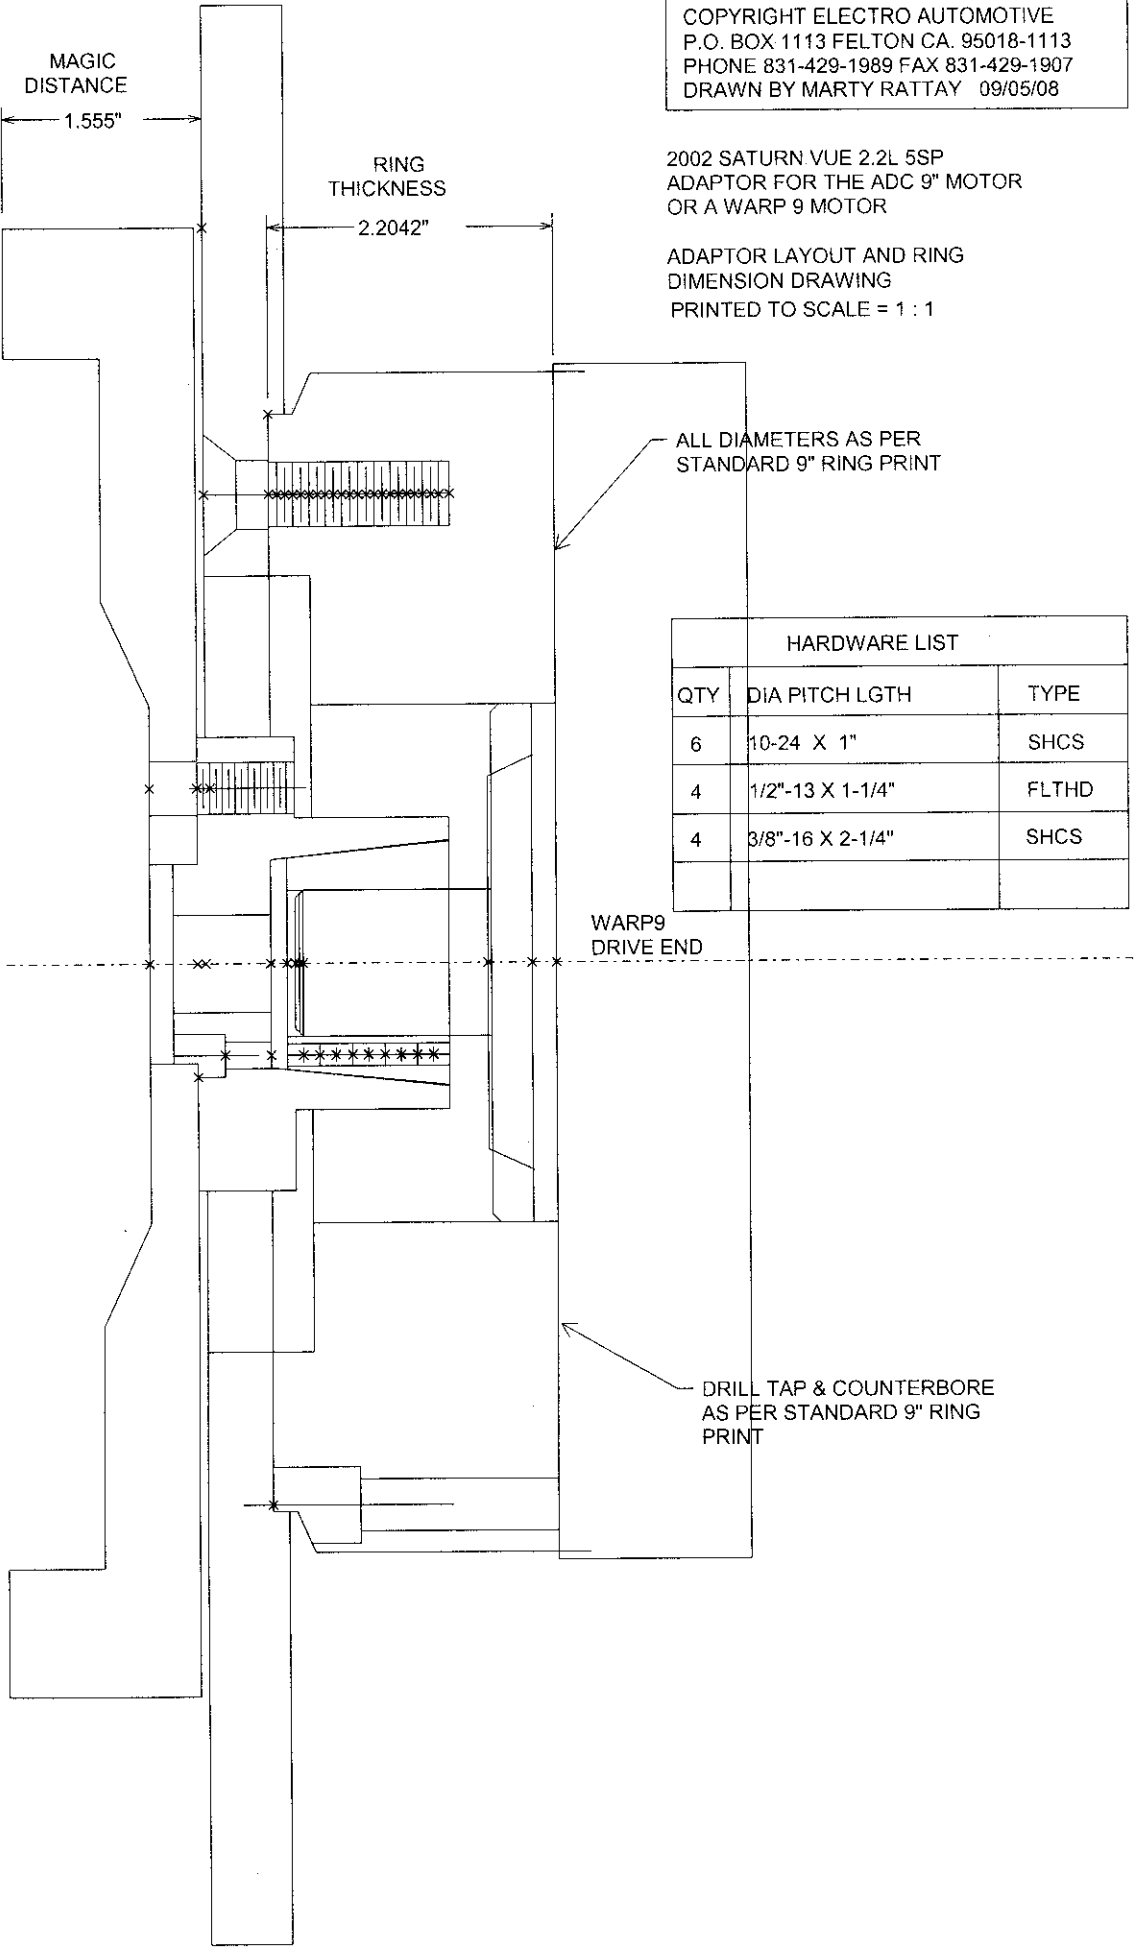 COPYRIGHT ELECTRO AUTOMOTIVE
P.O. BOX 1113 FELTON CA. 95018-1113
PHONE 831-429-1989 FAX 831-429-1907
DRAWN BY MARTY RATTAY 09/05/08
MAGIC
DISTANCE
1.555"
RING
THICKNESS
2.2042"
2002 SATURN VUE 2.2L 5SP
ADAPTOR FOR THE ADC 9" MOTOR
OR A WARP 9 MOTOR
ADAPTOR LAYOUT AND RING
DIMENSION DRAWING
PRINTED TO SCALE = 1 : 1
ALL DIAMETERS AS PER
STANDARD 9" RING PRINT
HARDWARE LIST
QTY DIA PITCH LGTH TYPE
6 10-24 X 1" SHCS
4 1/2"-13 X 1-1/4" FLTHD
4 3/8"-16 X 2-1/4" SHCS
WARP9
DRIVE END
DRILL TAP & COUNTERBORE
AS PER STANDARD 9" RING
PRINT